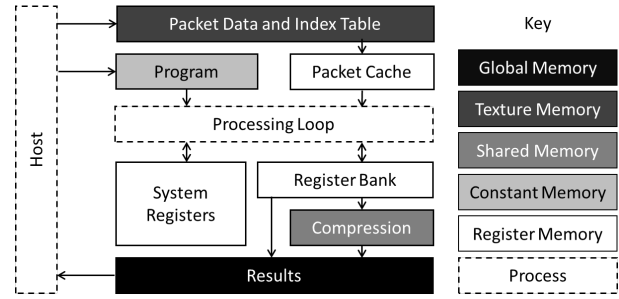 Packet Data and Index Table
Key
Program
Packet Cache
Global Memory
Processing Loop
Texture Memory
Host
Shared Memory
System
Registers
Register Bank
Constant Memory
Compression
Register Memory
Results
Process